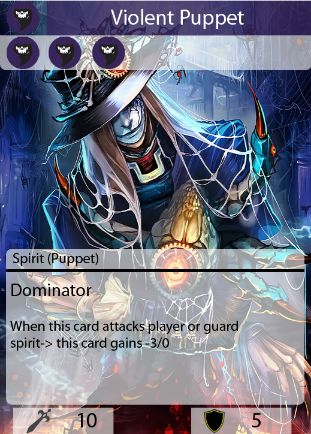 Violent Puppet
Spirit (Puppet)
Dominator
When this card attacks player or guard
spirit-> this card gains -3/0
10 5